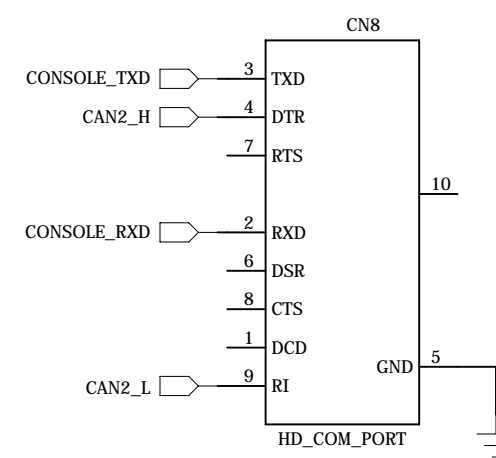 CN8
CONSOLE_TXD 3 TXD
CAN2_H 4 DTR
7 RTS
10
CONSOLE_RXD 2 RXD
6 DSR
8 CTS
1 DCD
GND 5
CAN2_L 9 RI
HD_COM_PORT